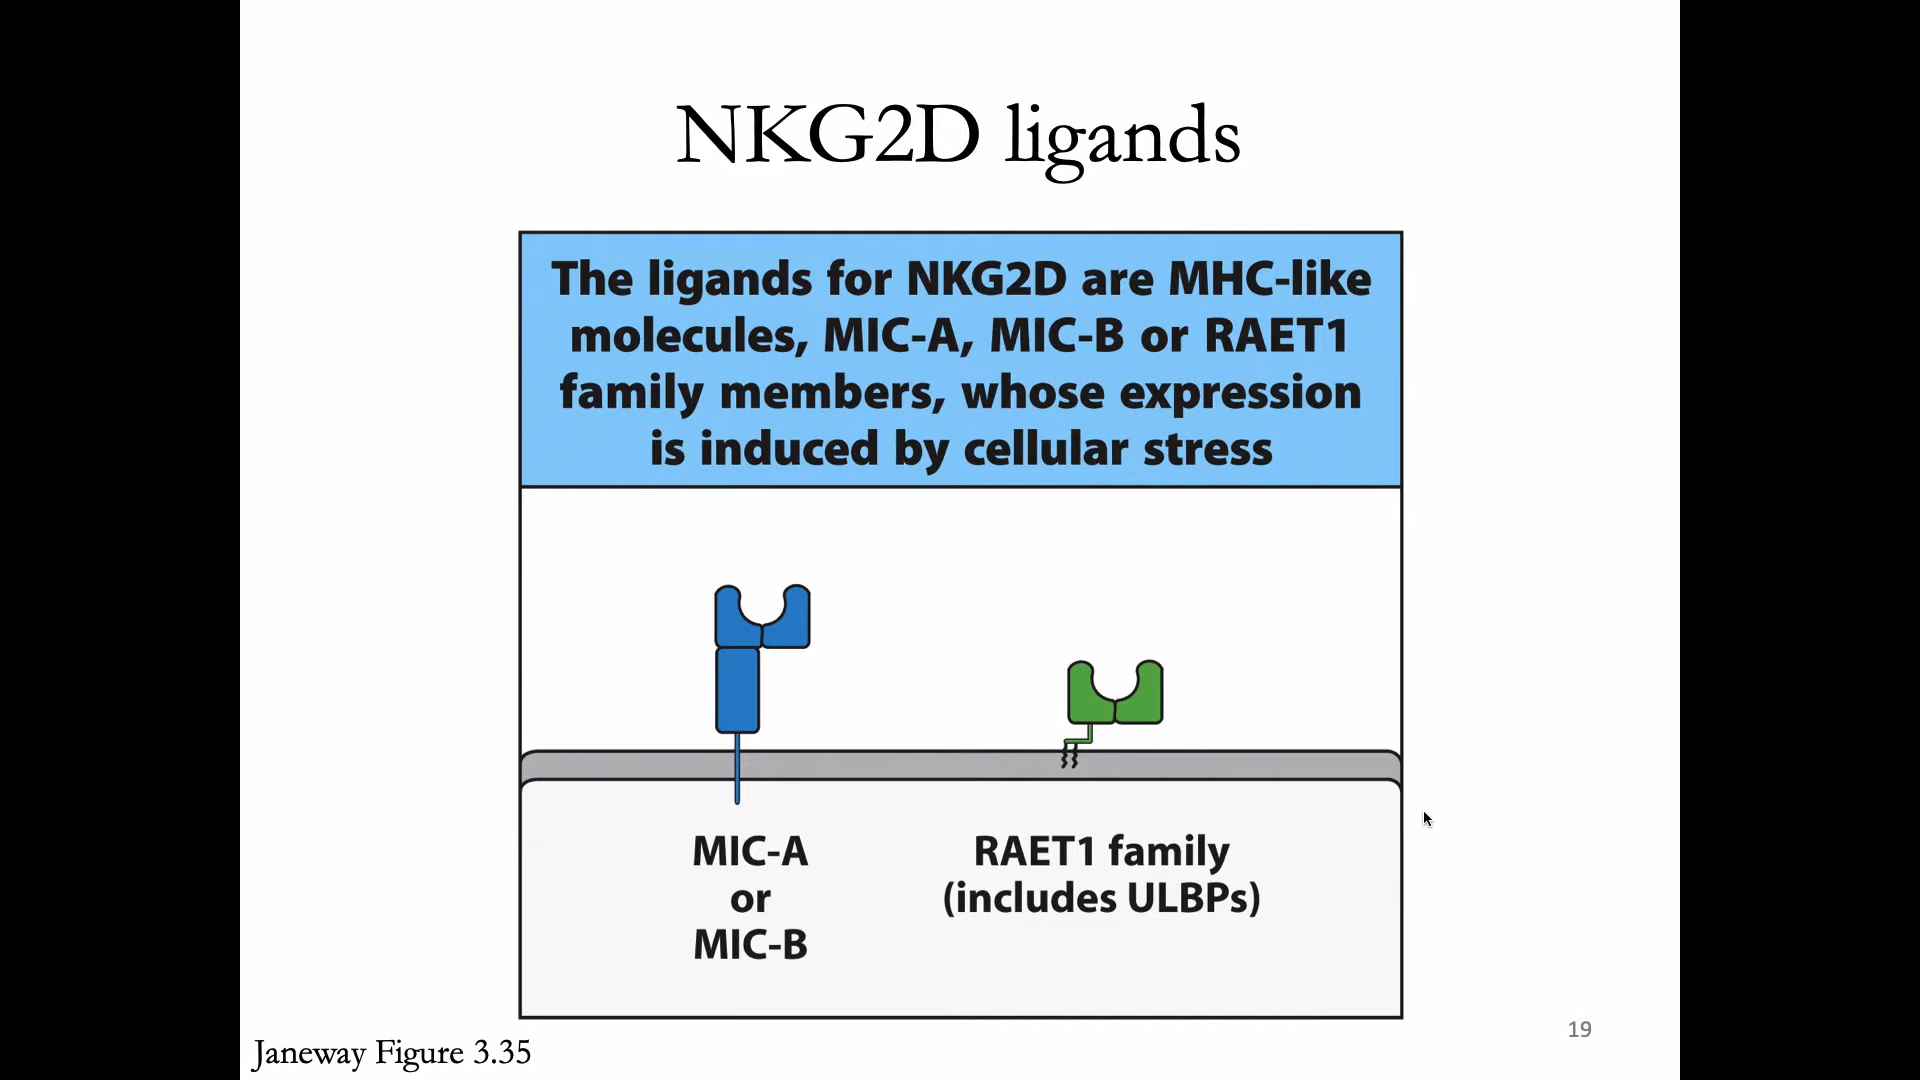 NKG2D ligands
The ligands for NKG2D are MHC-like
molecules, MIC-A, MIC-B or RAET1
family members, whose expression
is induced by cellular stress
MIC-A
or
MIC-B
RAET1 family
(includes ULBPs)
Janeway Figure 3.35
19